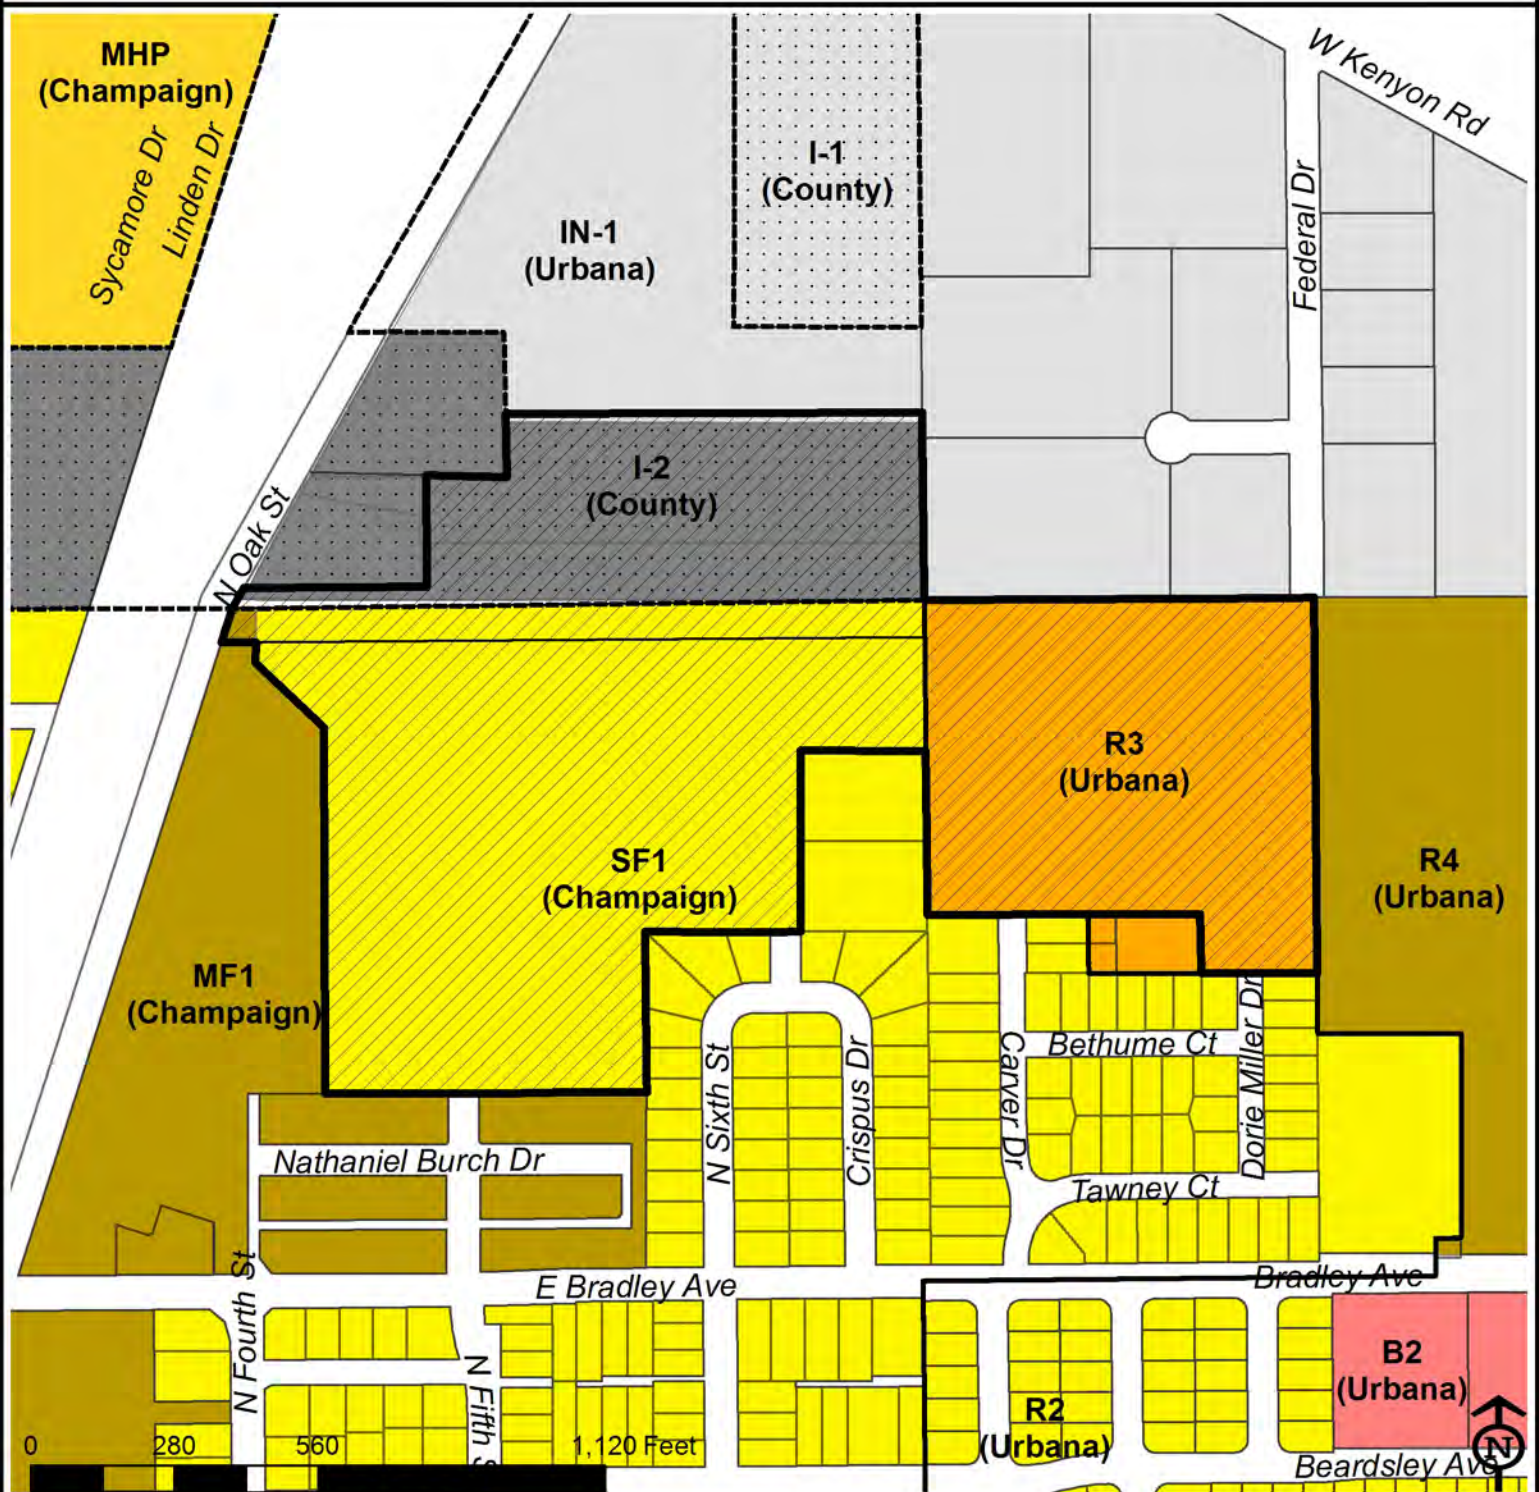 MHP
(Champaign)
Sycamore Dr
Linden Dr
W Kenyon Rd
I-1
(County)
IN-1
(Urbana)
Federal Dr
I-2
(County)
N Oak St
R3
(Urbana)
SF1
(Champaign)
R4
(Urbana)
MF1
(Champaign)
N Sixth St
Crispus Dr
Carver Dr
Bethume Ct
Dorie Miller Dr
Nathaniel Burch Dr
Tawney Ct
N Fourth St
E Bradley Ave
Bradley Ave
N Fifth S
B2
(Urbana)
R2
(Urbana)
0 280 560 1,120 Feet
Beardsley Ave
N